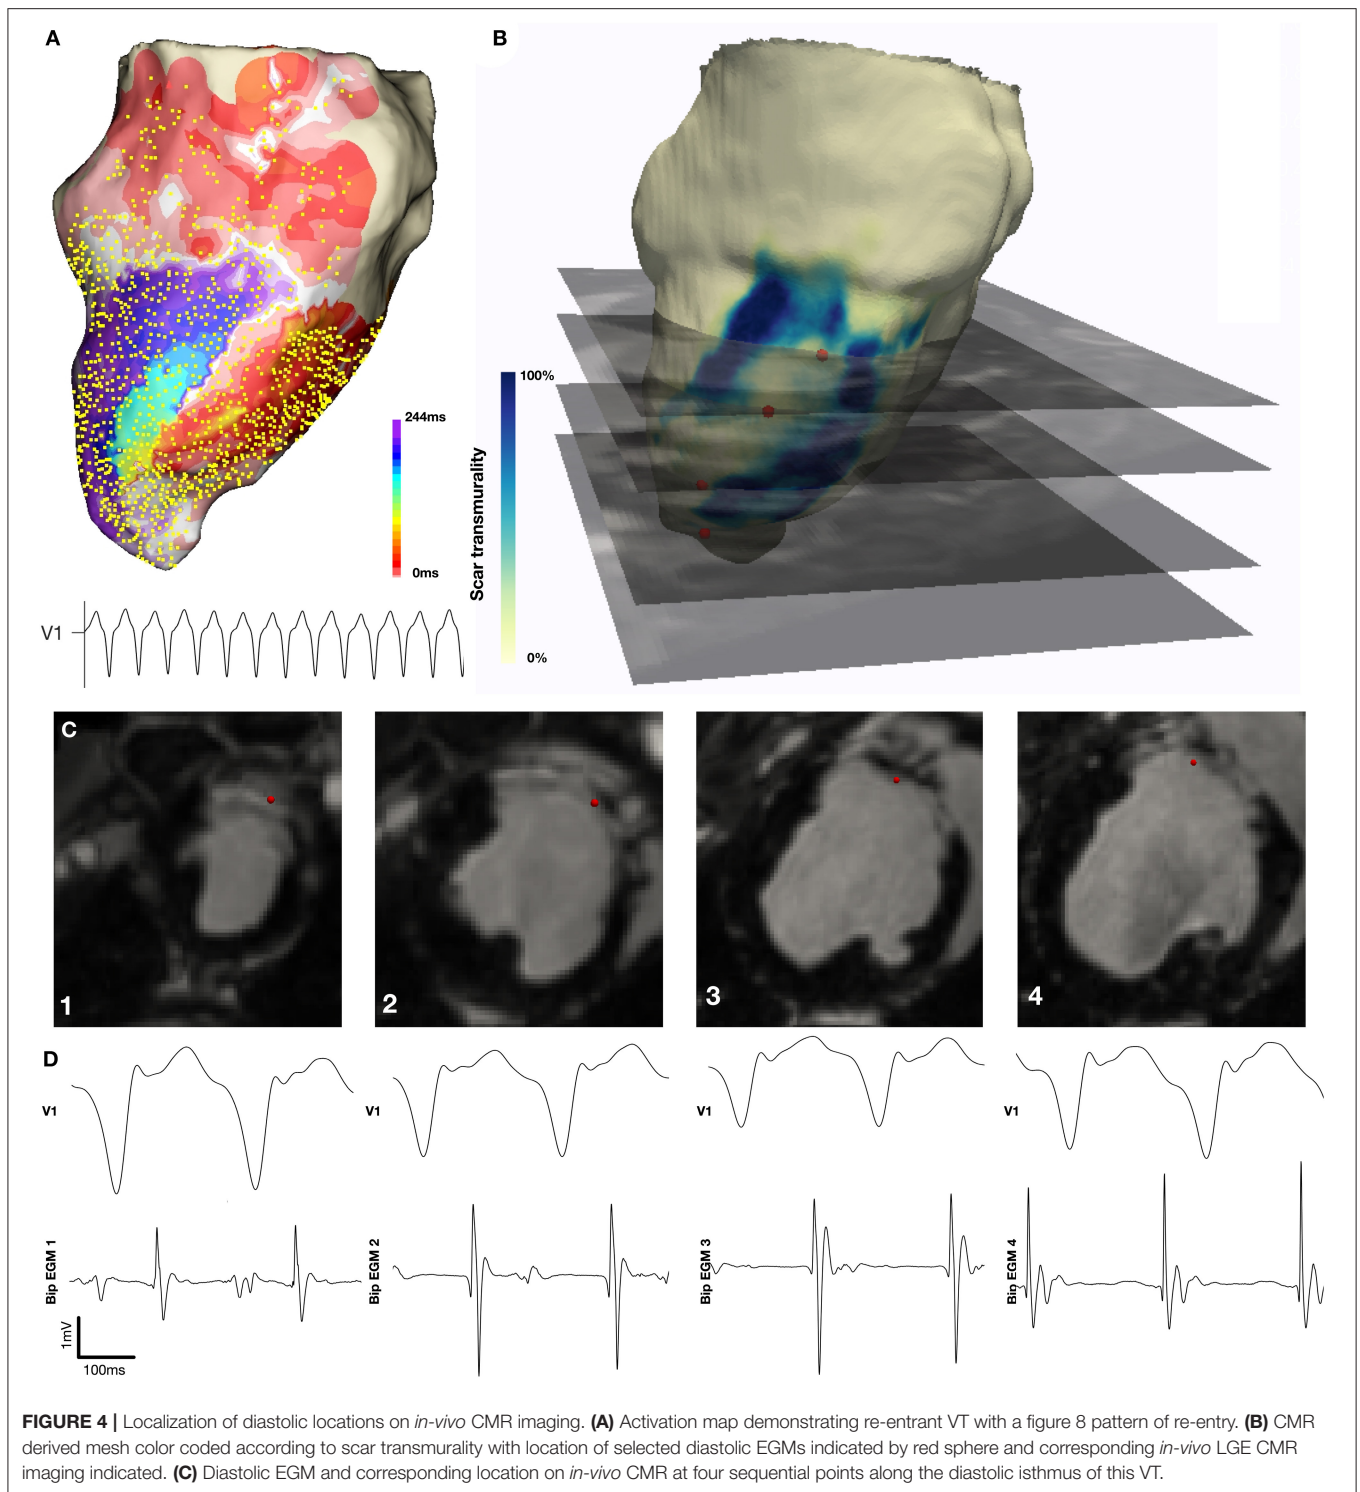 A
B
244ms
0ms
V1
100%
Scar transmurality
0%
C
1
2
3
4
D
V1
V1
V1
V1
Bip EGM 1
Bip EGM 2
Bip EGM 3
Bip EGM 4
1mV
100ms
FIGURE 4 | Localization of diastolic locations on in-vivo CMR imaging. (A) Activation map demonstrating re-entrant VT with a figure 8 pattern of re-entry. (B) CMR
derived mesh color coded according to scar transmurality with location of selected diastolic EGMs indicated by red sphere and corresponding in-vivo LGE CMR
imaging indicated. (C) Diastolic EGM and corresponding location on in-vivo CMR at four sequential points along the diastolic isthmus of this VT.